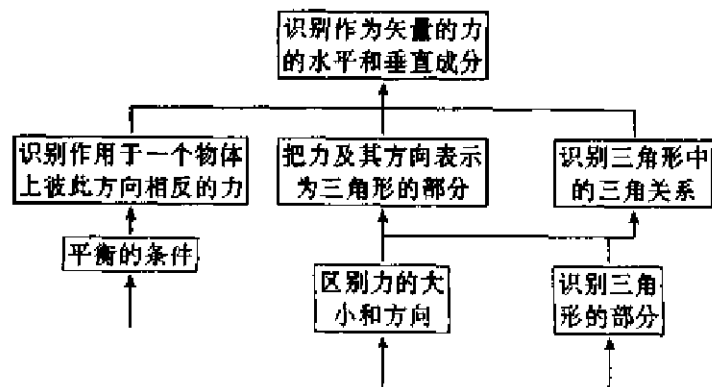 识别作为矢量的力
的水平和垂直成分
识别作用于一个物体
上彼此方向相反的力
把力及其方向表示
为三角形的部分
识别三角形中
的三角关系
平衡的条件
区别力的大
小和方向
识别三角
形的部分